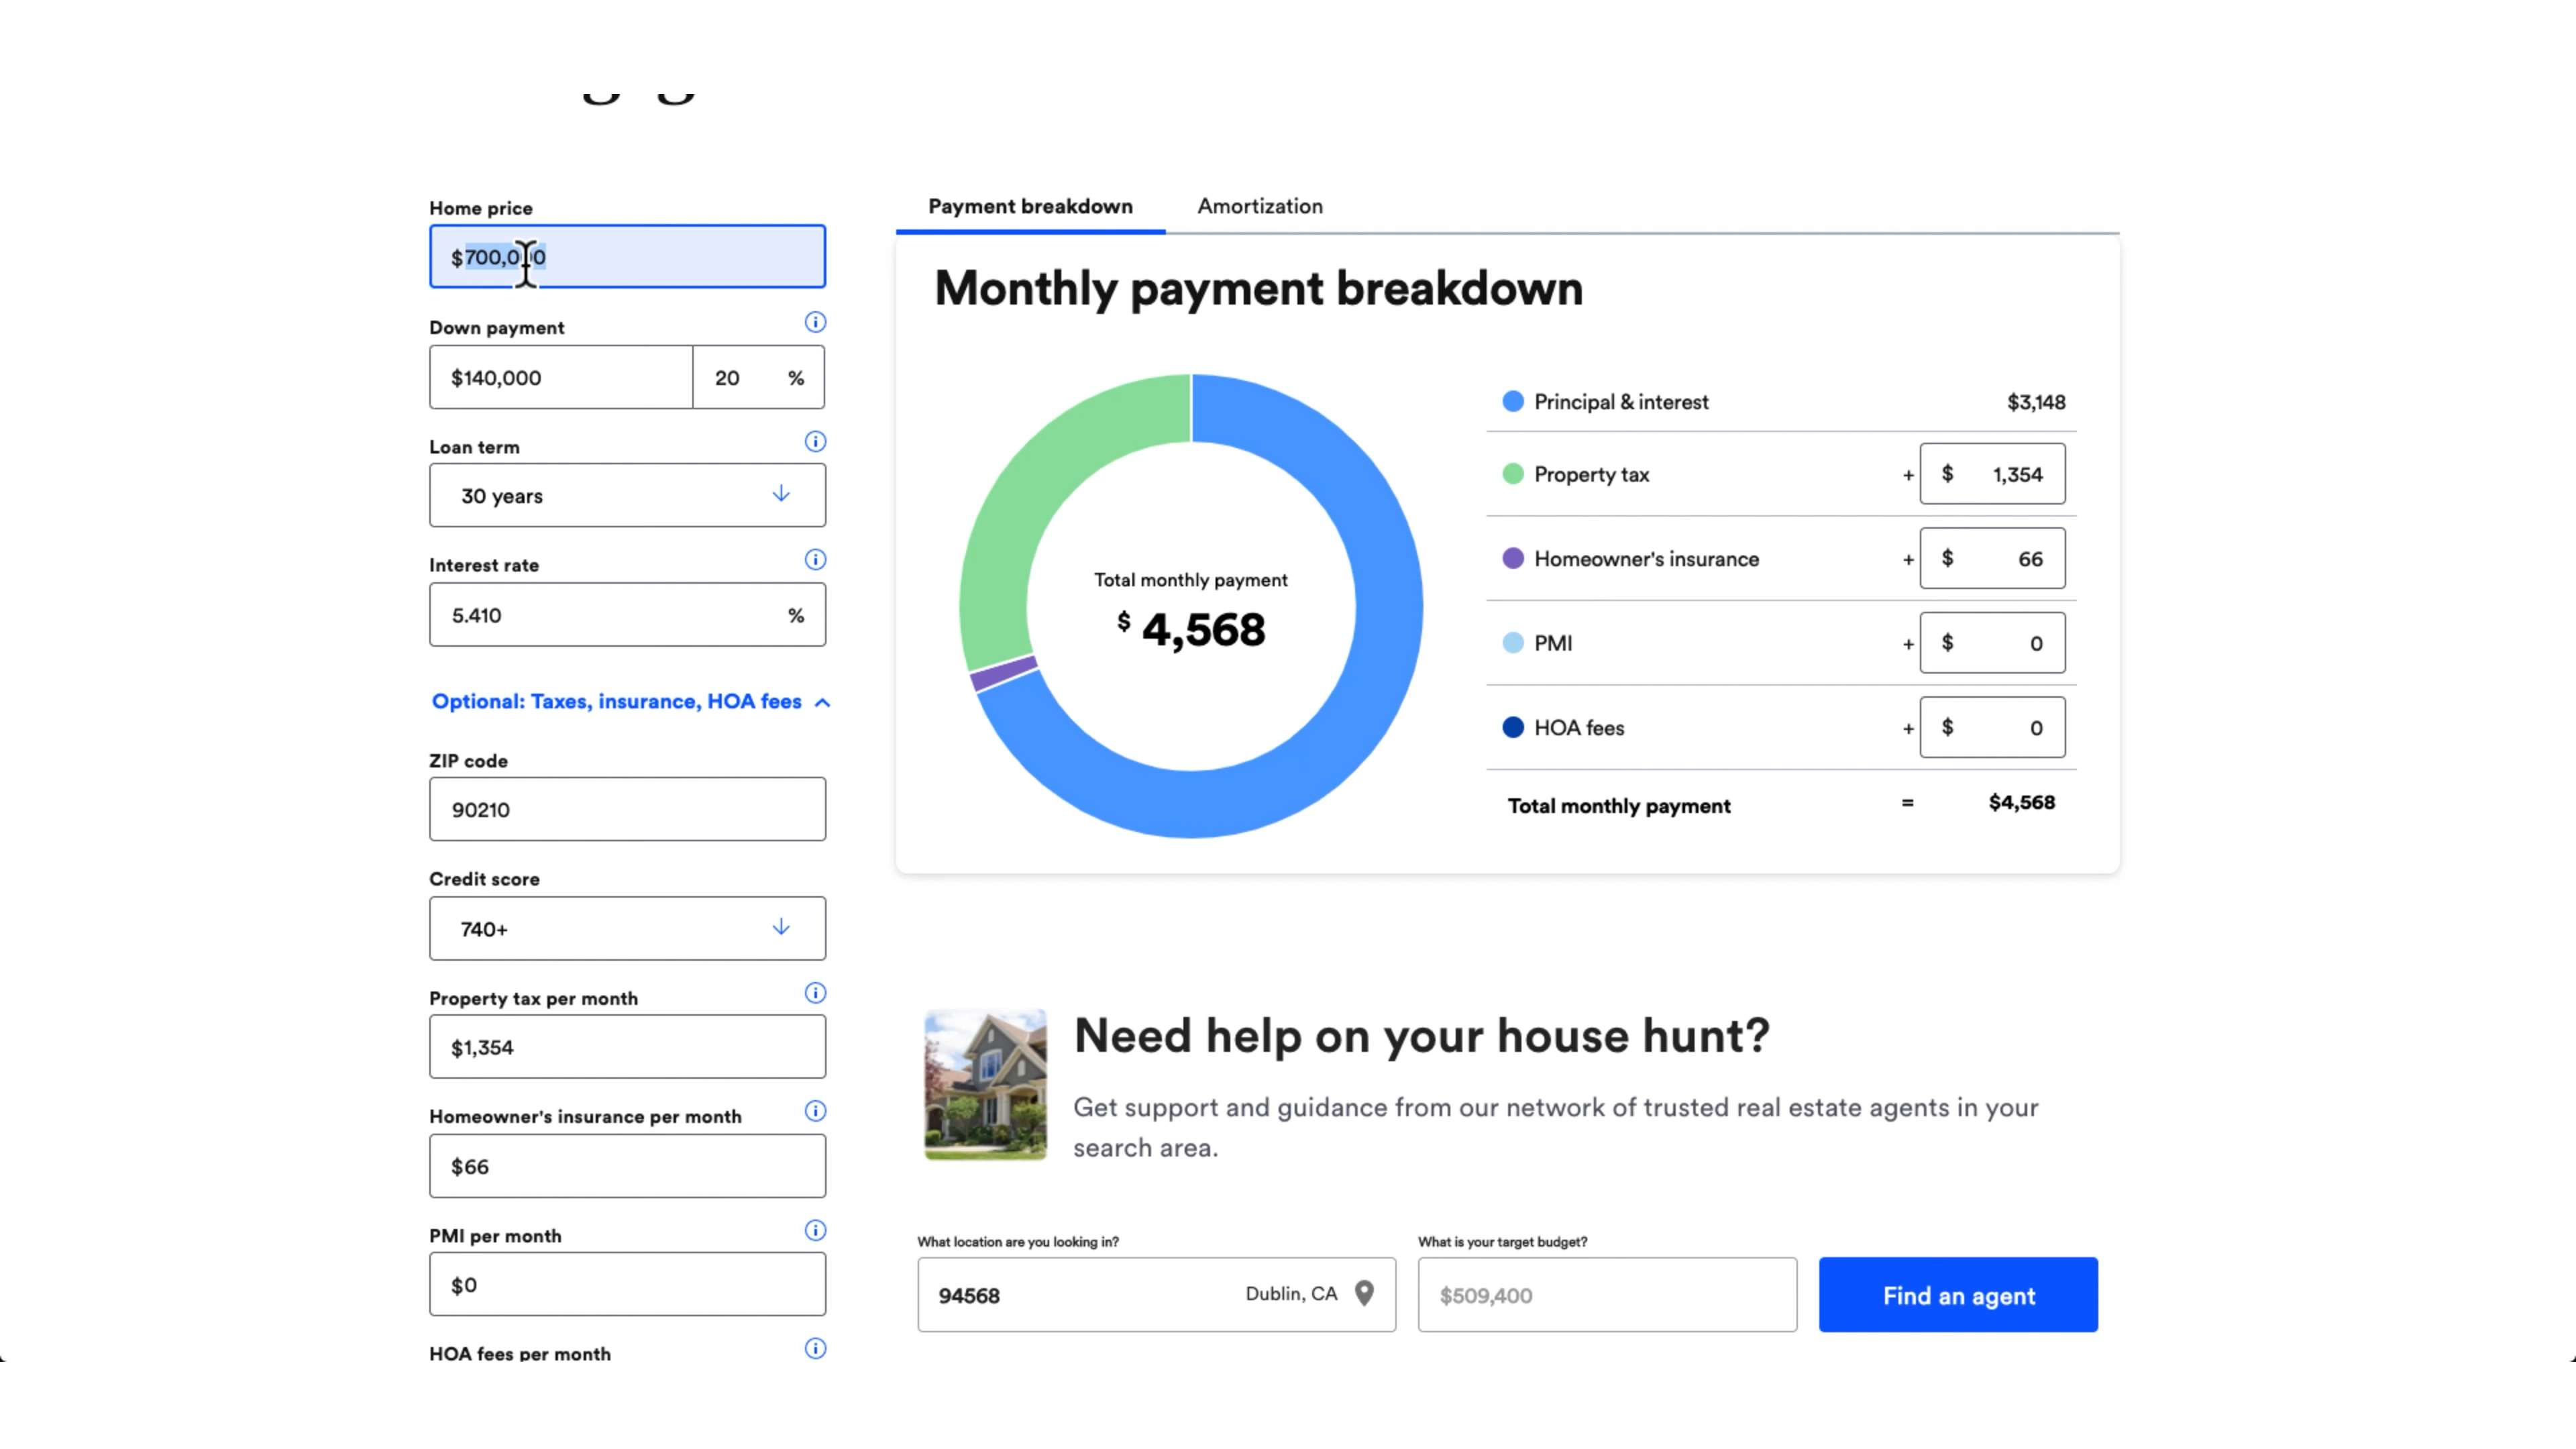 Home price
$700,000
Down payment
$140,000 20 %
Loan term
30 years
Interest rate
5.410 %
Optional: Taxes, insurance, HOA fees
ZIP code
90210
Credit score
740+
Property tax per month
$1,354
Homeowner's insurance per month
$66
PMI per month
$0
HOA fees per month
Payment breakdown Amortization
Monthly payment breakdown
Total monthly payment
$ 4,568
Principal & interest $3,148
Property tax + $ 1,354
Homeowner's insurance + $ 66
PMI + $ 0
HOA fees + $ 0
Total monthly payment = $4,568
Need help on your house hunt?
Get support and guidance from our network of trusted real estate agents in your
search area.
What location are you looking in?
94568 Dublin, CA
What is your target budget?
$509,400
Find an agent